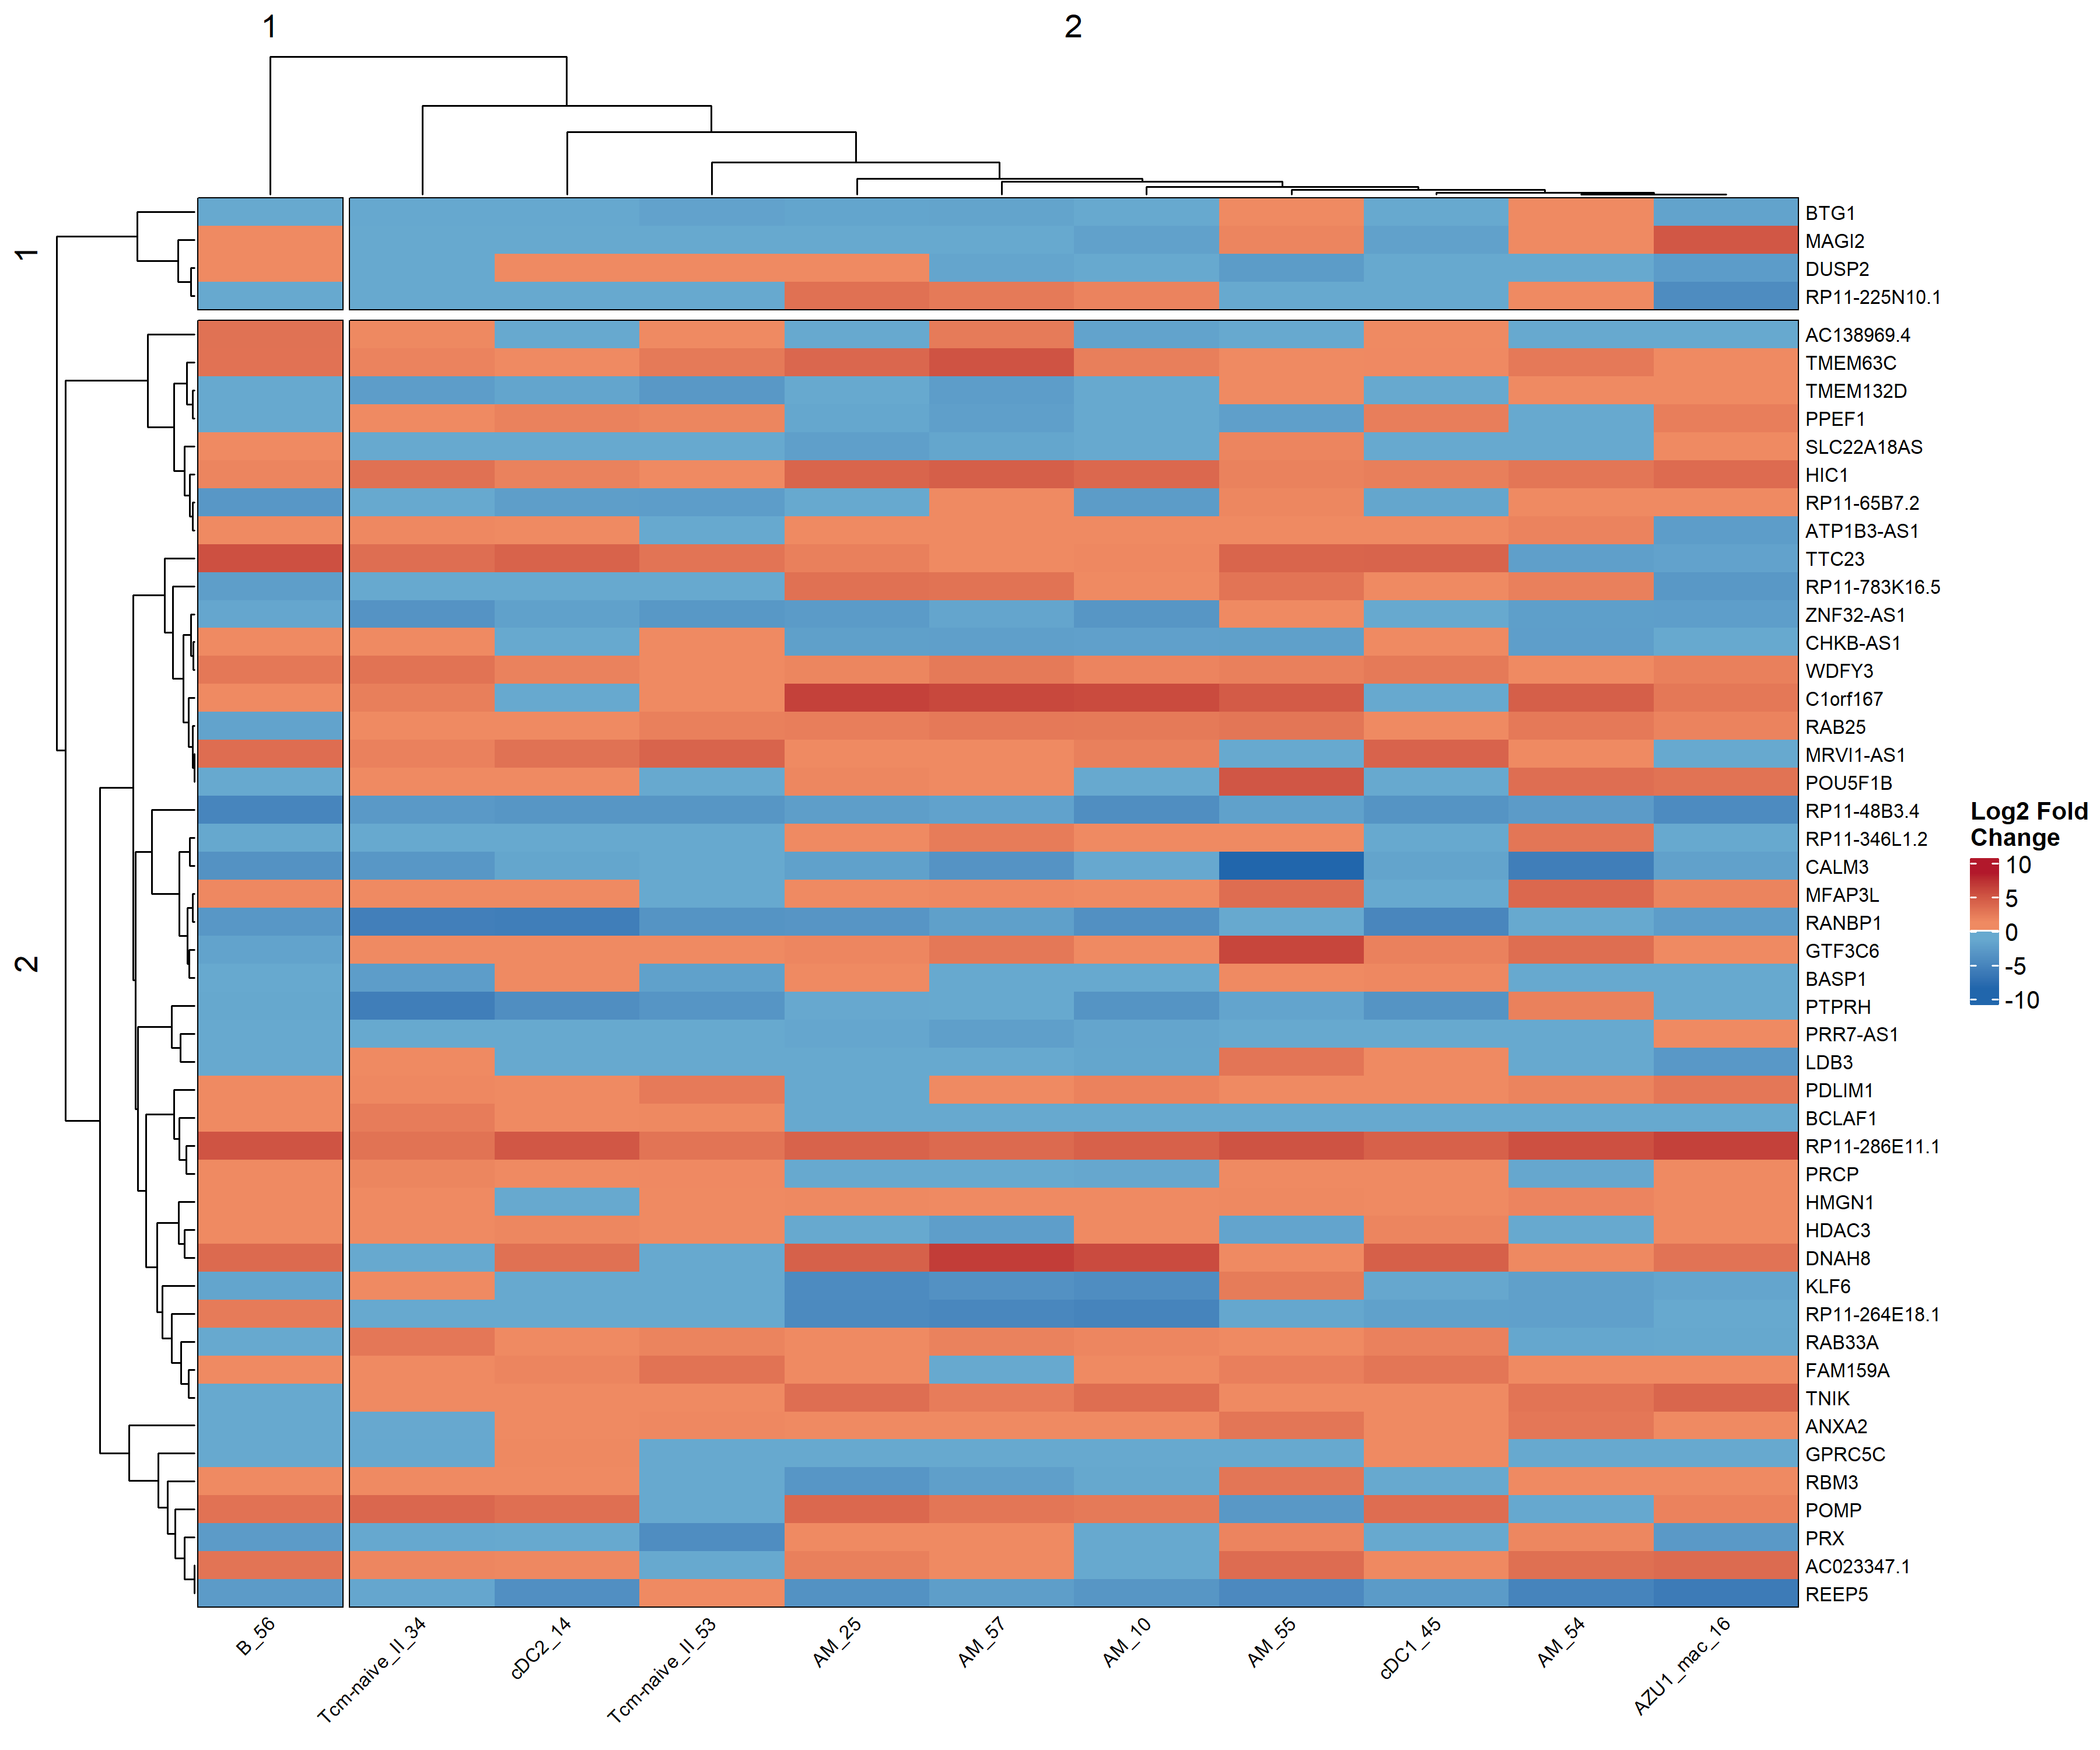 1
2
1
2
BTG1
MAGI2
DUSP2
RP11-225N10.1
AC138969.4
TMEM63C
TMEM132D
PPEF1
SLC22A18AS
HIC1
RP11-65B7.2
ATP1B3-AS1
TTC23
RP11-783K16.5
ZNF32-AS1
CHKB-AS1
WDFY3
C1orf167
RAB25
MRVI1-AS1
POU5F1B
RP11-48B3.4
RP11-346L1.2
CALM3
MFAP3L
RANBP1
GTF3C6
BASP1
PTPRH
PRR7-AS1
LDB3
PDLIM1
BCLAF1
RP11-286E11.1
PRCP
HMGN1
HDAC3
DNAH8
KLF6
RP11-264E18.1
RAB33A
FAM159A
TNIK
ANXA2
GPRC5C
RBM3
POMP
PRX
AC023347.1
REEP5
Log2 Fold
Change
10
5
0
-5
-10
B_56
Tcm-naive_II_34
cDC2_14
Tcm-naive_II_53
AM_25
AM_57
AM_10
AM_55
cDC1_45
AM_54
AZU1_mac_16